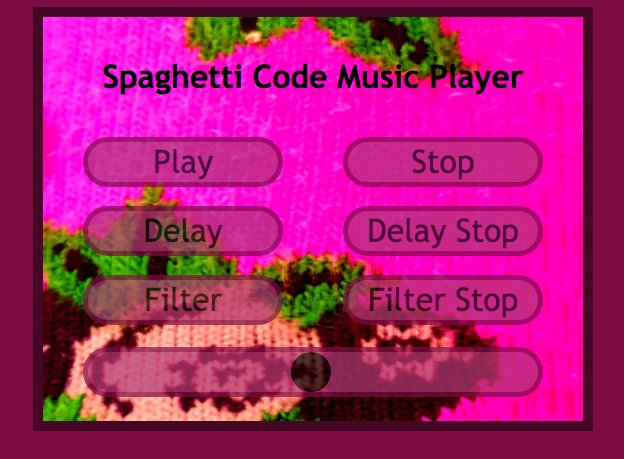 Spaghetti Code Music Player
Play
Stop
Delay
Delay Stop
Filter
Filter Stop